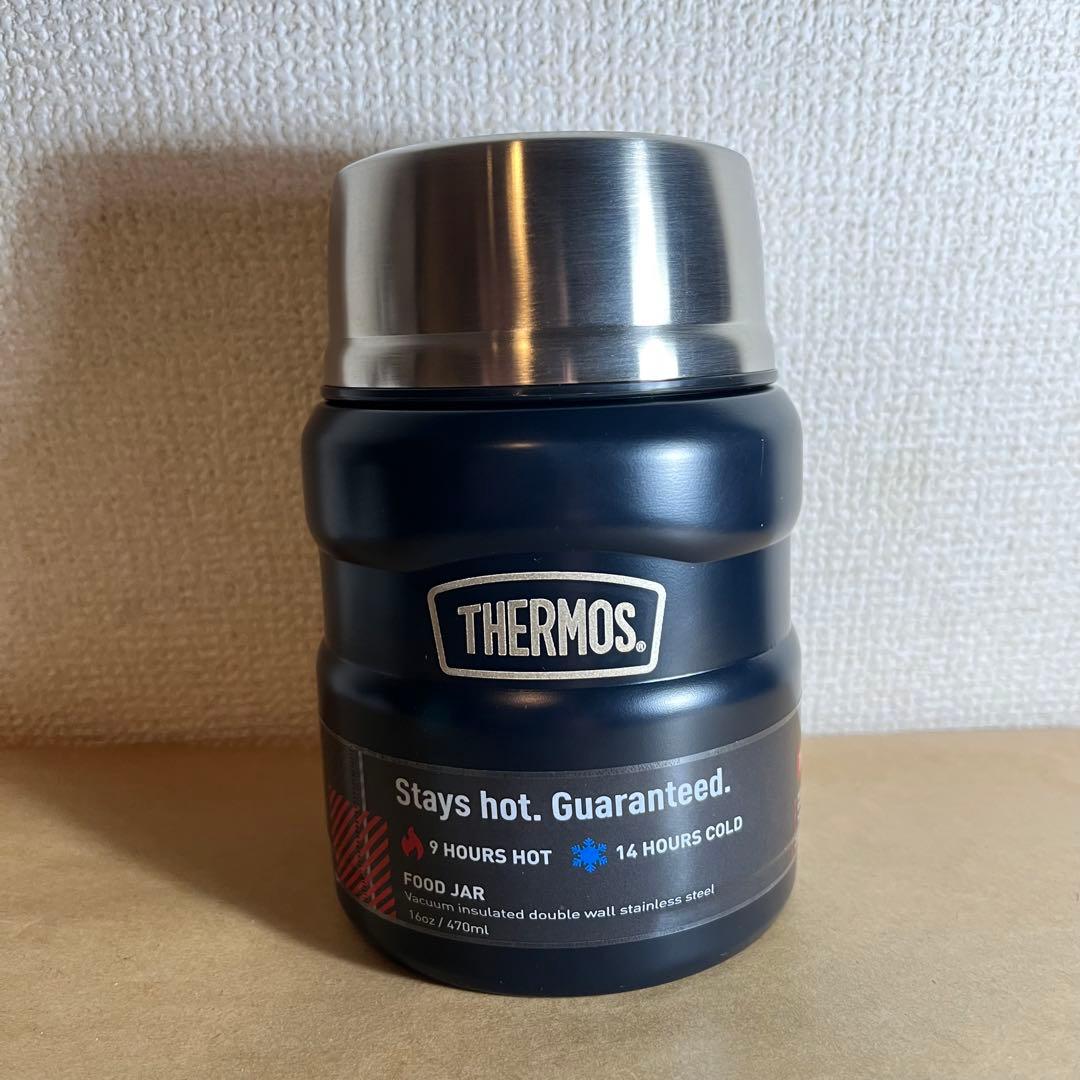 THERMOS®
Stays hot. Guaranteed.
9 HOURS HOT 14 HOURS COLD
FOOD JAR
Vacuum insulated double wall stainless steel
16oz / 470ml